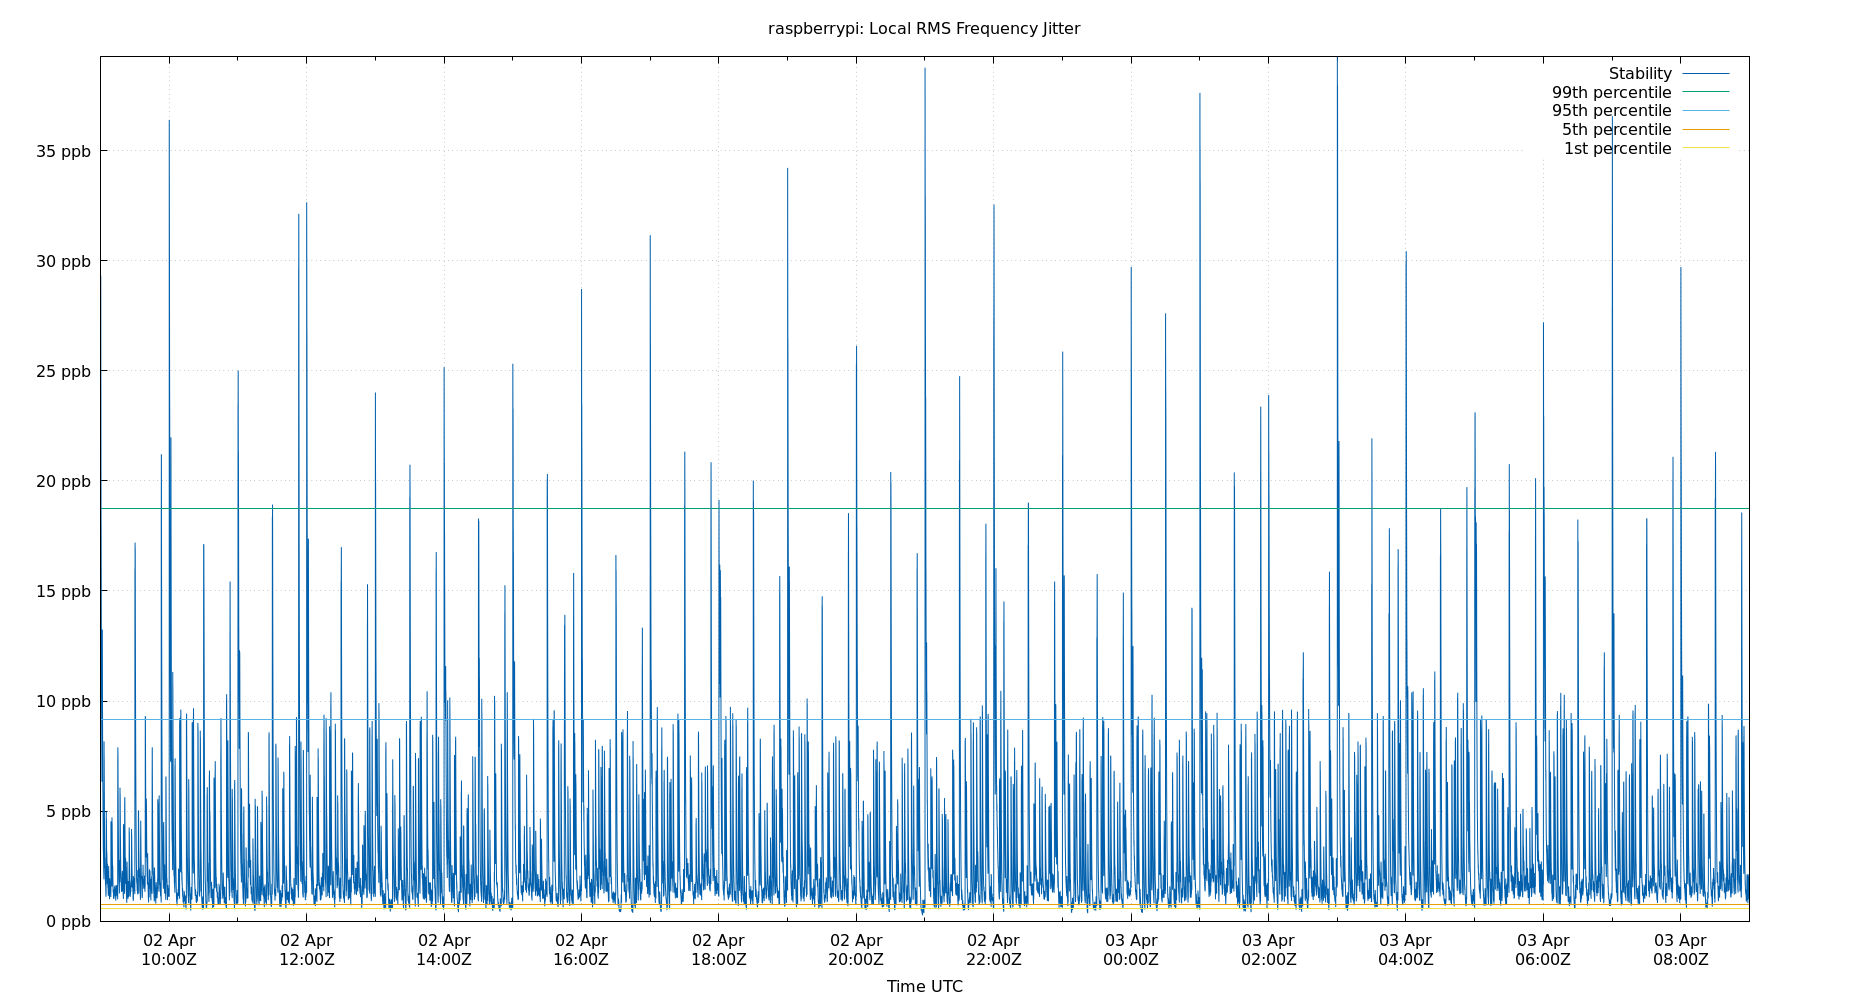 raspberrypi: Local RMS Frequency Jitter
Stability
99th percentile
95th percentile
5th percentile
1st percentile
35 ppb
30 ppb
25 ppb
20 ppb
15 ppb
10 ppb
5 ppb
0 ppb
02 Apr 02 Apr 02 Apr 02 Apr 02 Apr 02 Apr 02 Apr 03 Apr 03 Apr 03 Apr 03 Apr 03 Apr
10:00Z 12:00Z 14:00Z 16:00Z 18:00Z 20:00Z 22:00Z 00:00Z 02:00Z 04:00Z 06:00Z 08:00Z
Time UTC